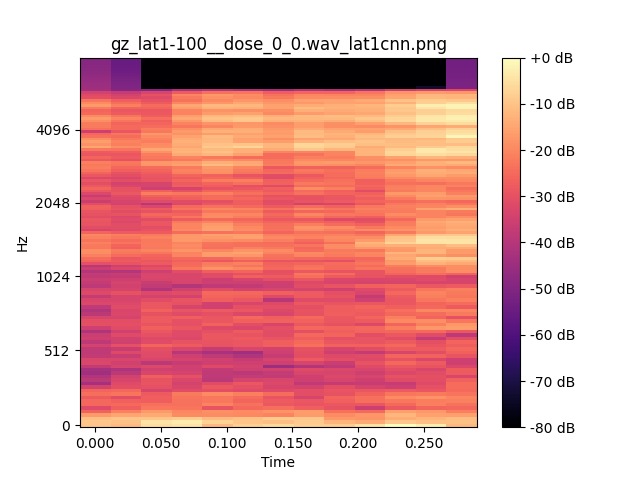 gz_lat1-100__dose_0_0.wav_lat1cnn.png
Hz
4096
2048
1024
512
0
0.000 0.050 0.100 0.150 0.200 0.250
Time
+0 dB
-10 dB
-20 dB
-30 dB
-40 dB
-50 dB
-60 dB
-70 dB
-80 dB